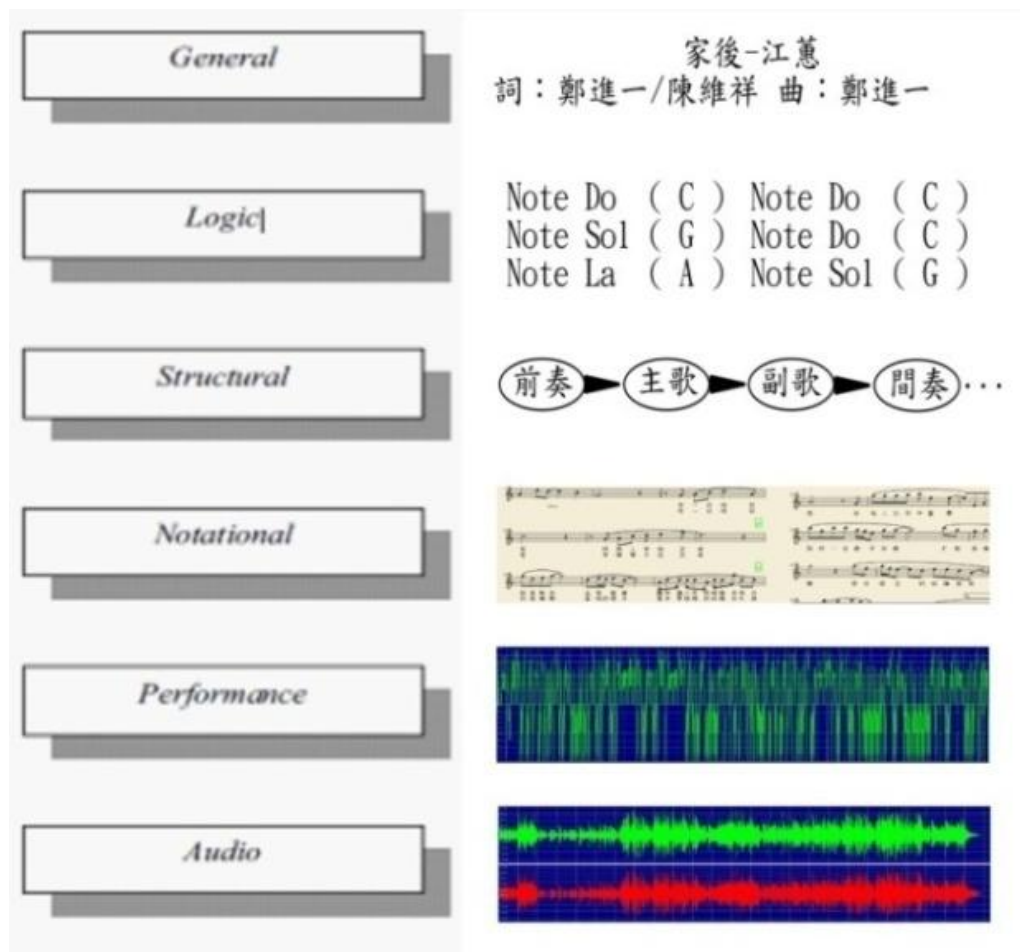 General
家後-江蕙
詞：鄭進一/陳維祥 曲：鄭進一
Logic
Note Do ( C ) Note Do ( C )
Note Sol ( G ) Note Do ( C )
Note La ( A ) Note Sol ( G )
Structural
前奏 主歌 副歌 間奏 ···
Notational
Performance
Audio